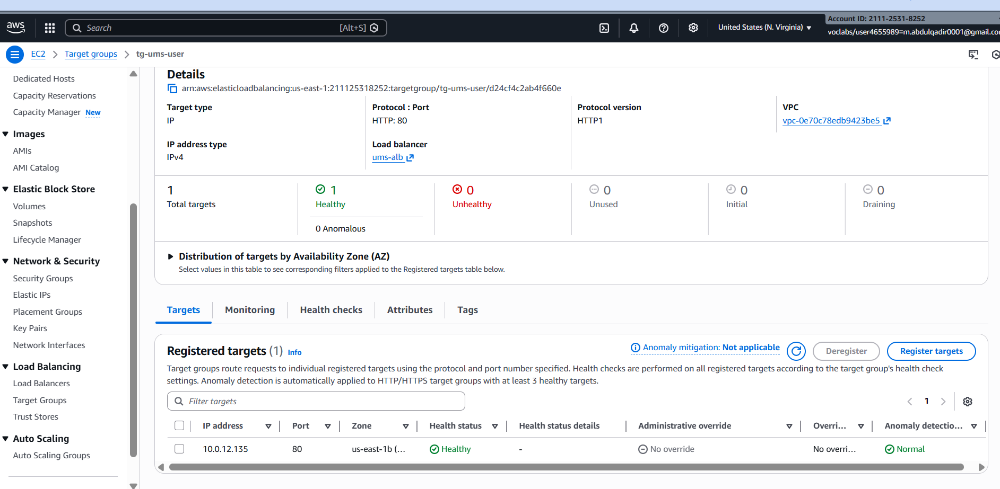 aws
Search [Alt+S]
United States (N. Virginia)
Account ID: 2111-2531-8252
voclabs/user4655989=m.abdulqadir0001@gmail.co
EC2 > Target groups > tg-ums-user
Dedicated Hosts
Capacity Reservations
Capacity Manager New
Images
AMIs
AMI Catalog
Elastic Block Store
Volumes
Snapshots
Lifecycle Manager
Network & Security
Security Groups
Elastic IPs
Placement Groups
Key Pairs
Network Interfaces
Load Balancing
Load Balancers
Target Groups
Trust Stores
Auto Scaling
Auto Scaling Groups
Details
arn:aws:elasticloadbalancing:us-east-1:211125318252:targetgroup/tg-ums-user/d24cf4c2ab4f660e
Target type
IP
Protocol : Port
HTTP: 80
Protocol version
HTTP1
VPC
vpc-0e70c78edb9423be5
IP address type
IPv4
Load balancer
ums-alb
1
Total targets
1
Healthy
0 Anomalous
0
Unhealthy
0
Unused
0
Initial
0
Draining
Distribution of targets by Availability Zone (AZ)
Select values in this table to see corresponding filters applied to the Registered targets table below.
Targets Monitoring Health checks Attributes Tags
Registered targets (1) Info
Anomaly mitigation: Not applicable
Deregister
Register targets
Target groups route requests to individual registered targets using the protocol and port number specified. Health checks are performed on all registered targets according to the target group's health check
settings. Anomaly detection is automatically applied to HTTP/HTTPS target groups with at least 3 healthy targets.
Filter targets
1
IP address Port Zone Health status Health status details Administrative override Overri... Anomaly detectio...
10.0.12.135 80 us-east-1b (... Healthy - No override No overri... Normal